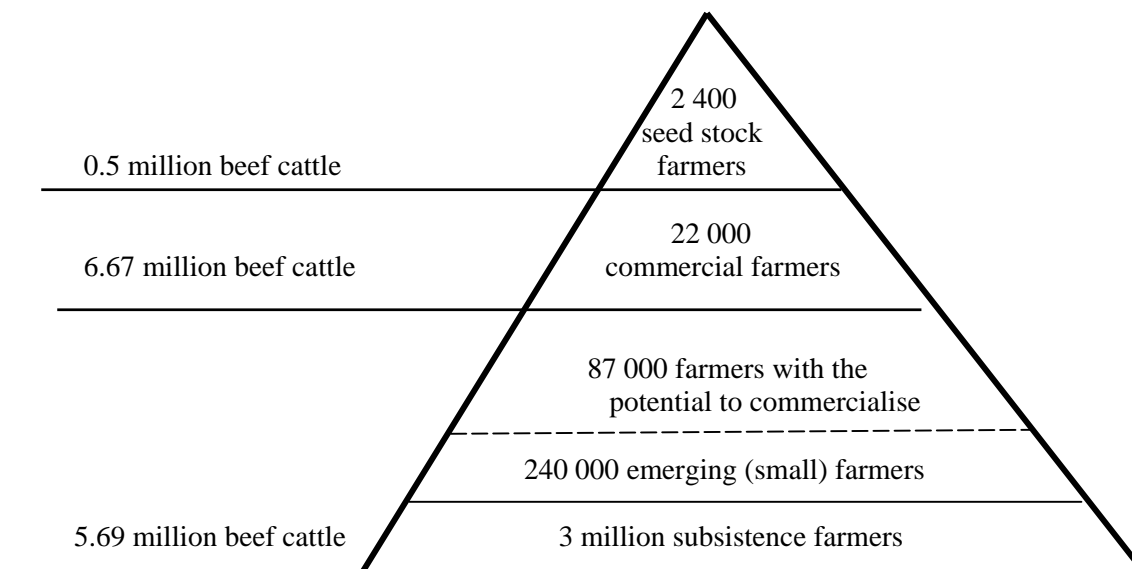 2 400
seed stock
farmers
0.5 million beef cattle
22 000
commercial farmers
6.67 million beef cattle
87 000 farmers with the
potential to commercialise
240 000 emerging (small) farmers
5.69 million beef cattle
3 million subsistence farmers